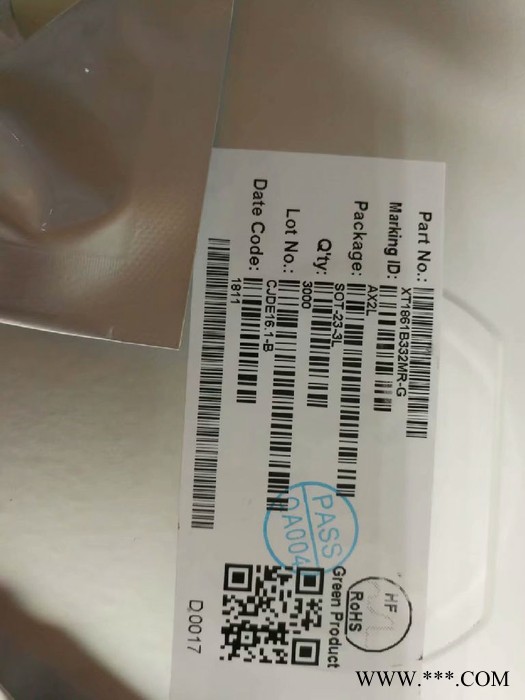 Part No.:
XT1861B332MR-G
Marking ID:
AX2L
Package:
SOT-23-3L
Q'ty:
3000
Lot No.:
CJDE16.1-B
Date Code:
1811
PASS
QA004
Green Product
HF
RoHS
D0017
WWW.***.COM